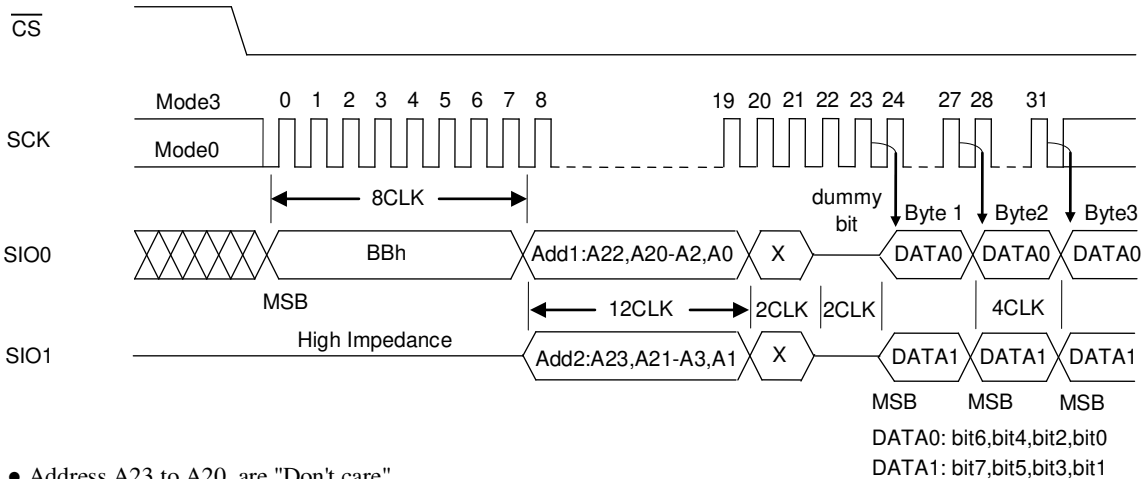 CS
Mode3 0 1 2 3 4 5 6 7 8 19 20 21 22 23 24 27 28 31
SCK
Mode0
8CLK
dummy
bit
Byte 1 Byte2 Byte3
SIO0 BBh Add1:A22,A20-A2,A0 X DATA0 DATA0 DATA0
MSB
12CLK 2CLK 2CLK 4CLK
High Impedance
SIO1 Add2:A23,A21-A3,A1 X DATA1 DATA1 DATA1
MSB MSB MSB
DATA0: bit6,bit4,bit2,bit0
DATA1: bit7,bit5,bit3,bit1
● Address A23 to A20 are "Don't care"